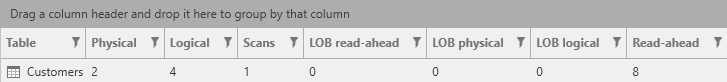 Drag a column header and drop it here to group by that column
Table Physical Logical Scans LOB read-ahead LOB physical LOB logical Read-ahead
Customers 2 4 1 0 0 0 8